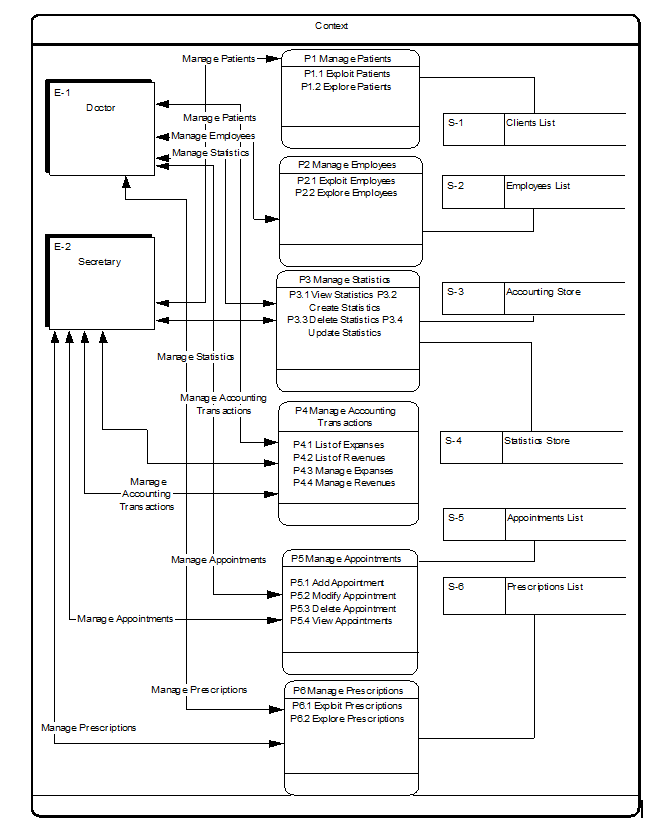 Context
Manage Patients
P1 Manage Patients
P1.1 Exploit Patients
P1.2 Explore Patients
E-1
Doctor
Manage Patients
Manage Employees
Manage Statistics
S-1
Clients List
P2 Manage Employees
P2.1 Exploit Employees
P2.2 Explore Employees
S-2
Employees List
E-2
Secretary
P3 Manage Statistics
P3.1 View Statistics P3.2
Create Statistics
P3.3 Delete Statistics P3.4
Update Statistics
S-3
Accounting Store
Manage Statistics
Manage Accounting
Transactions
P4 Manage Accounting
Transactions
P4.1 List of Expanses
P4.2 List of Revenues
P4.3 Manage Expanses
P4.4 Manage Revenues
S-4
Statistics Store
Manage
Accounting
Transactions
S-5
Appointments List
Manage Appointments
P5 Manage Appointments
P5.1 Add Appointment
P5.2 Modify Appointment
P5.3 Delete Appointment
P5.4 View Appointments
S-6
Prescriptions List
Manage Appointments
Manage Prescriptions
P6 Manage Prescriptions
P6.1 Exploit Prescriptions
P6.2 Explore Prescriptions
Manage Prescriptions